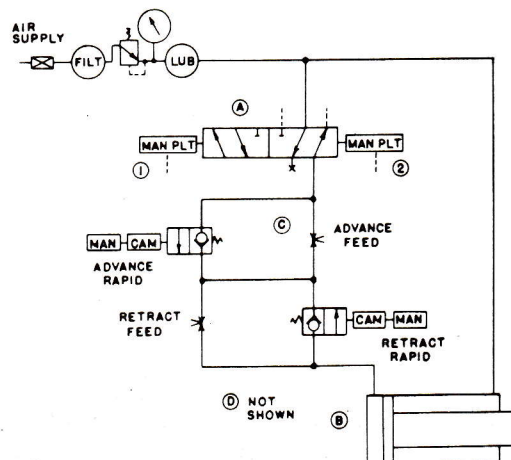 AIR
SUPPLY
FILT
LUB
A
MAN PLT
MAN PLT
1
2
C
ADVANCE
FEED
MAN
CAM
ADVANCE
RAPID
RETRACT
FEED
CAM
MAN
RETRACT
RAPID
D NOT
SHOWN
B